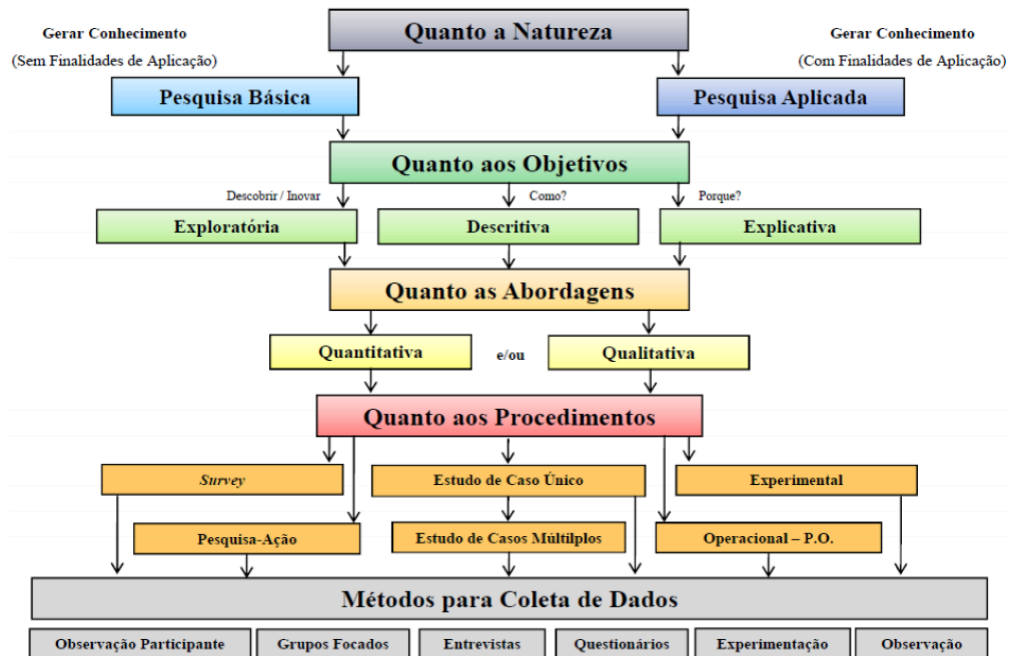 Quanto a Natureza
Gerar Conhecimento
(Sem Finalidades de Aplicação)
Gerar Conhecimento
(Com Finalidades de Aplicação)
Pesquisa Básica
Pesquisa Aplicada
Quanto aos Objetivos
Descobrir / Inovar
Como?
Porque?
Exploratória
Descritiva
Explicativa
Quanto as Abordagens
Quantitativa
e/ou
Qualitativa
Quanto aos Procedimentos
Survey
Estudo de Caso Único
Experimental
Pesquisa-Ação
Estudo de Casos Múltilplos
Operacional – P.O.
Métodos para Coleta de Dados
Observação Participante
Grupos Focados
Entrevistas
Questionários
Experimentação
Observação